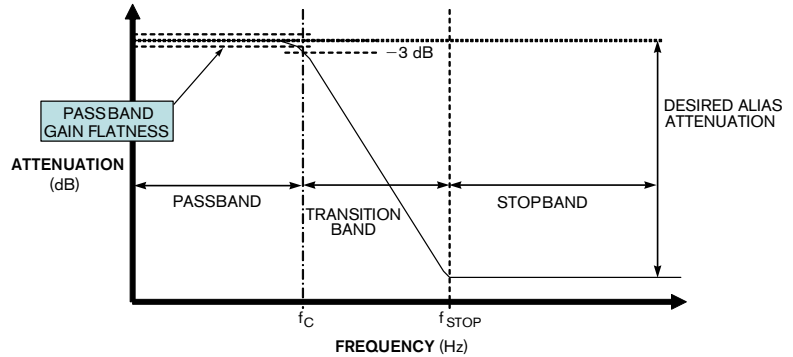 −3 dB
PASSBAND
GAIN FLATNESS
DESIRED ALIAS
ATTENUATION
ATTENUATION
(dB)
PASSBAND
TRANSITION
BAND
STOPBAND
fC
fSTOP
FREQUENCY (Hz)